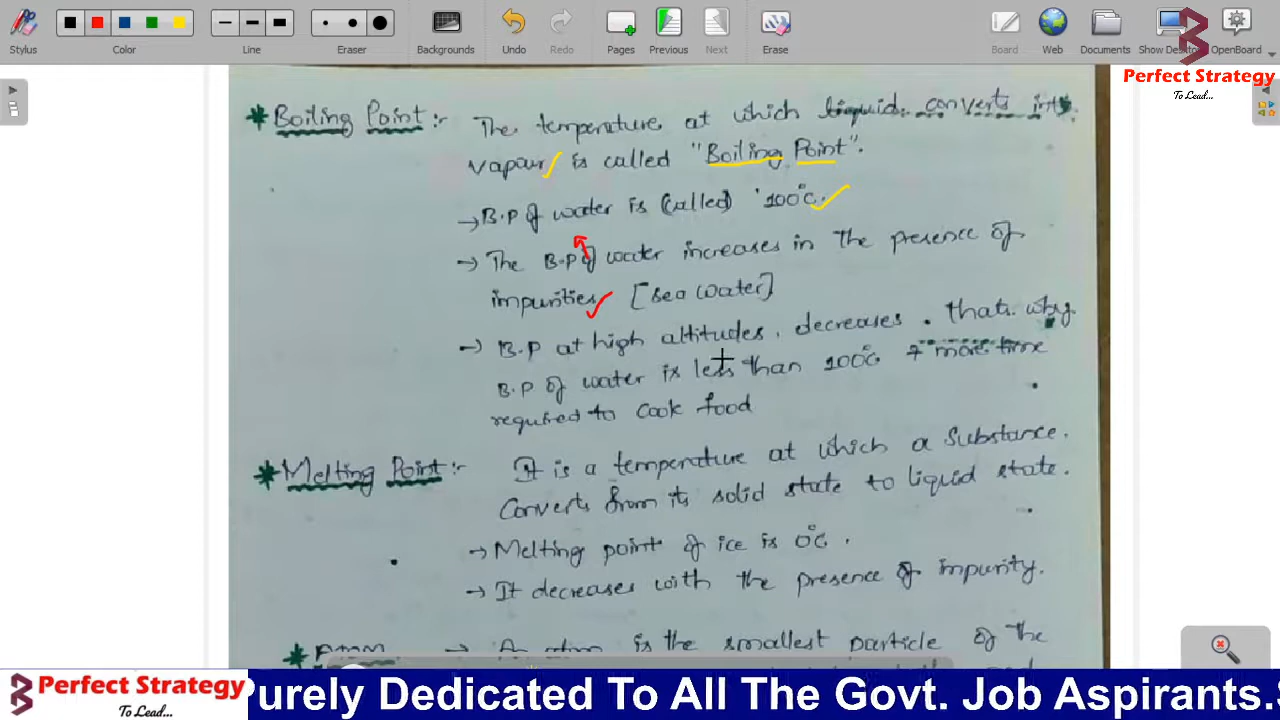 Stylus Color Line Eraser Backgrounds Undo Redo Pages Previous Next Erase Board Web Documents Show Desktop OpenBoard
Perfect Strategy
To Lead...
* Boiling Point :- The temperature at which liquid converts into
vapour is called "Boiling Point".
→ B.P of water is (called) 100°C.
→ The B.P of water increases in the presence of
impurities [Sea Water]
→ B.P at high altitudes, decreases. that's why
B.P of water is less than 100°C + more time
required to cook food
* Melting Point :- It is a temperature at which a substance.
Converts from its solid state to liquid state.
→ Melting point of ice is 0°C.
→ It decreases with the presence of impurity.
is the smallest particle of the
Perfect Strategy
To Lead...
Purely Dedicated To All The Govt. Job Aspirants.